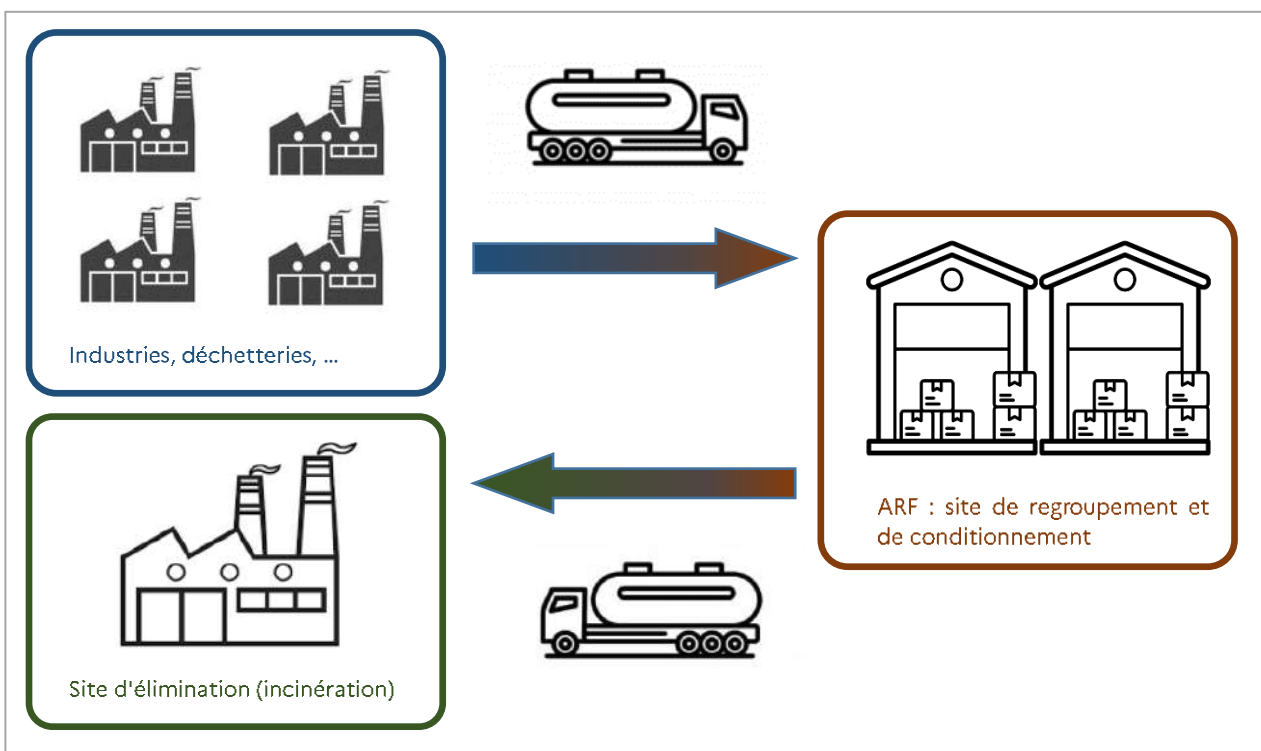 Industries, déchetteries, ...
ARF : site de regroupement et
de conditionnement
Site d'élimination (incinération)